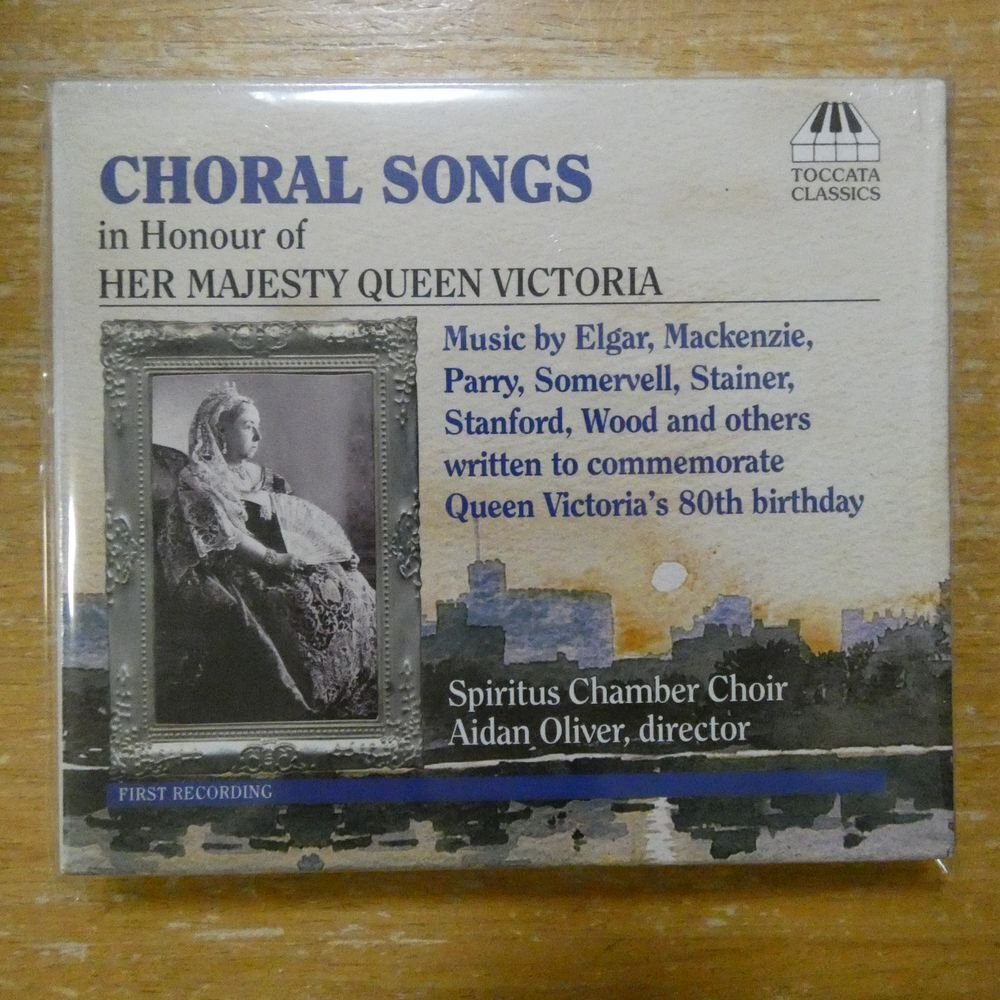 TOCCATA
CLASSICS
CHORAL SONGS
in Honour of
HER MAJESTY QUEEN VICTORIA
Music by Elgar, Mackenzie,
Parry, Somervell, Stainer,
Stanford, Wood and others
written to commemorate
Queen Victoria's 80th birthday
Spiritus Chamber Choir
Aidan Oliver, director
FIRST RECORDING